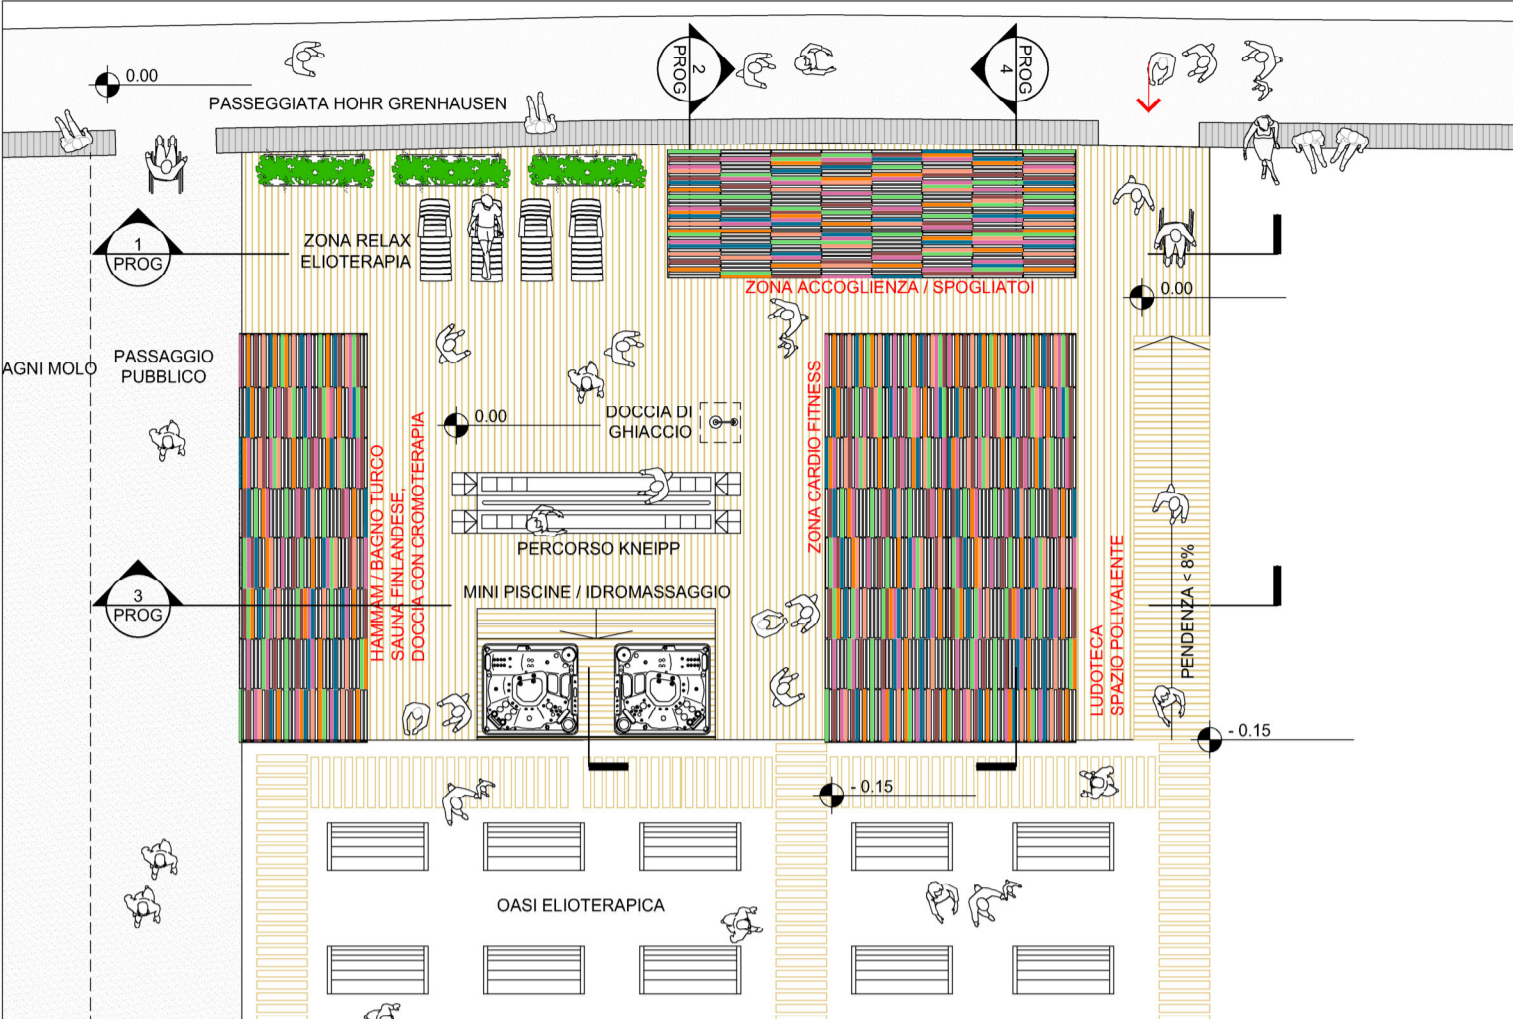 0.00
PASSEGGIATA HOHR GRENHAUSEN
2
PROG
4
PROG
1
PROG
ZONA RELAX
ELIOTERAPIA
ZONA ACCOGLIENZA / SPOGLIATOI
0.00
AGNI MOLO
PASSAGGIO
PUBBLICO
0.00
DOCCIA DI
GHIACCIO
HAMMAM / BAGNO TURCO
SAUNA FINLANDESE,
DOCCIA CON CROMOTERAPIA
ZONA CARDIO FITNESS
PERCORSO KNEIPP
MINI PISCINE / IDROMASSAGGIO
3
PROG
LUDOTECA
SPAZIO POLIVALENTE
PENDENZA < 8%
- 0.15
- 0.15
OASI ELIOTERAPICA